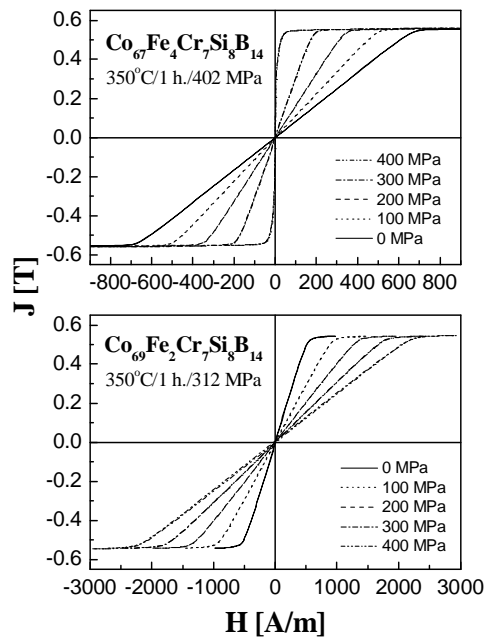 Co₆₇Fe₄Cr₇Si₈B₁₄
350°C/1 h./402 MPa
0.6
0.4
0.2
0.0
-0.2
-0.4
-0.6
400 MPa
300 MPa
200 MPa
100 MPa
0 MPa
-800 -600 -400 -200 0 200 400 600 800
J [T]
Co₆₉Fe₂Cr₇Si₈B₁₄
350°C/1 h./312 MPa
0.6
0.4
0.2
0.0
-0.2
-0.4
-0.6
0 MPa
100 MPa
200 MPa
300 MPa
400 MPa
-3000 -2000 -1000 0 1000 2000 3000
H [A/m]